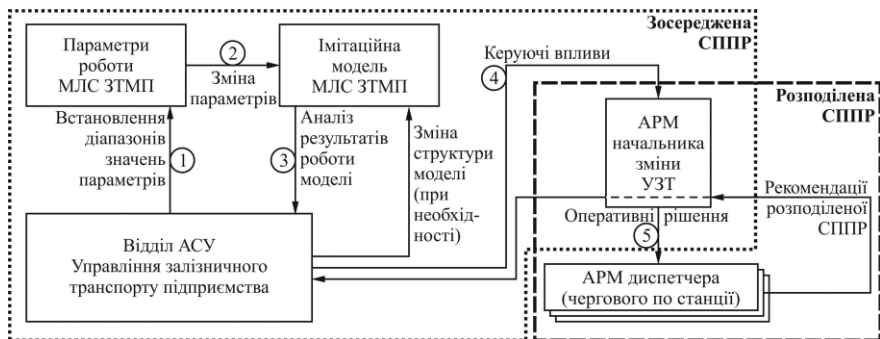 Зосереджена
СППР
Параметри
роботи
МЛС ЗТМП
2
Зміна
параметрів
Імітаційна
модель
МЛС ЗТМП
Керуючі впливи
4
Розподілена
СППР
Встановлення
діапазонів
значень
параметрів
1
3
Аналіз
результатів
роботи
моделі
Зміна
структури
моделі
(при
необхід-
ності)
АРМ
начальника
зміни
УЗТ
Рекомендації
розподіленої
СППР
Оперативні рішення
5
Відділ АСУ
Управління залізничного
транспорту підприємства
АРМ диспетчера
(чергового по станції)